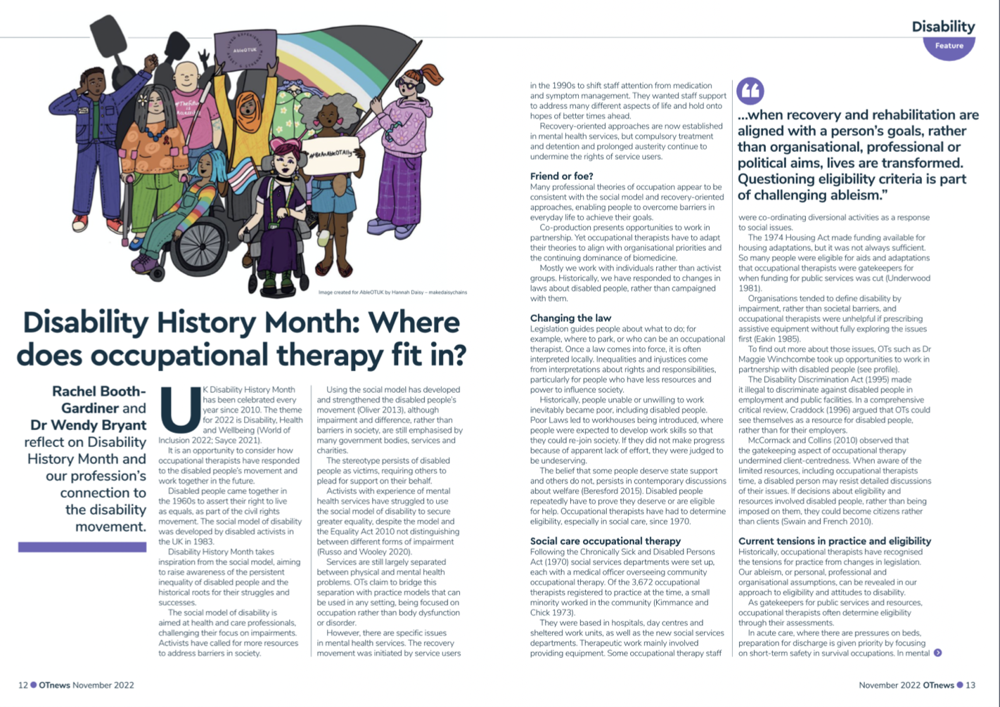 LIVED EXPERIENCE
AbleOTUK
#TheFuture
is
Accessible
#BeAnAbleOTAlly
Image created for AbleOTUK by Hannah Daisy – makedaisychains
Disability History Month: Where
does occupational therapy fit in?
Rachel Booth-
Gardiner and
Dr Wendy Bryant
reflect on Disability
History Month and
our profession's
connection to
the disability
movement.
UK Disability History Month
has been celebrated every
year since 2010. The theme
for 2022 is Disability, Health
and Wellbeing (World of
Inclusion 2022; Sayce 2021).
It is an opportunity to consider how
occupational therapists have responded
to the disabled people's movement and
work together in the future.
Disabled people came together in
the 1960s to assert their right to live
as equals, as part of the civil rights
movement. The social model of disability
was developed by disabled activists in
the UK in 1983.
Disability History Month takes
inspiration from the social model, aiming
to raise awareness of the persistent
inequality of disabled people and the
historical roots for their struggles and
successes.
The social model of disability is
aimed at health and care professionals,
challenging their focus on impairments.
Activists have called for more resources
to address barriers in society.
Using the social model has developed
and strengthened the disabled people's
movement (Oliver 2013), although
impairment and difference, rather than
barriers in society, are still emphasised by
many government bodies, services and
charities.
The stereotype persists of disabled
people as victims, requiring others to
plead for support on their behalf.
Activists with experience of mental
health services have struggled to use
the social model of disability to secure
greater equality, despite the model and
the Equality Act 2010 not distinguishing
between different forms of impairment
(Russo and Wooley 2020).
Services are still largely separated
between physical and mental health
problems. OTs claim to bridge this
separation with practice models that can
be used in any setting, being focused on
occupation rather than body dysfunction
or disorder.
However, there are specific issues
in mental health services. The recovery
movement was initiated by service users
12 ● OTnews November 2022
Disability
Feature
in the 1990s to shift staff attention from medication
and symptom management. They wanted staff support
to address many different aspects of life and hold onto
hopes of better times ahead.
Recovery-oriented approaches are now established
in mental health services, but compulsory treatment
and detention and prolonged austerity continue to
undermine the rights of service users.
Friend or foe?
Many professional theories of occupation appear to be
consistent with the social model and recovery-oriented
approaches, enabling people to overcome barriers in
everyday life to achieve their goals.
Co-production presents opportunities to work in
partnership. Yet occupational therapists have to adapt
their theories to align with organisational priorities and
the continuing dominance of biomedicine.
Mostly we work with individuals rather than activist
groups. Historically, we have responded to changes in
laws about disabled people, rather than campaigned
with them.
Changing the law
Legislation guides people about what to do; for
example, where to park, or who can be an occupational
therapist. Once a law comes into force, it is often
interpreted locally. Inequalities and injustices come
from interpretations about rights and responsibilities,
particularly for people who have less resources and
power to influence society.
Historically, people unable or unwilling to work
inevitably became poor, including disabled people.
Poor Laws led to workhouses being introduced, where
people were expected to develop work skills so that
they could re-join society. If they did not make progress
because of apparent lack of effort, they were judged to
be undeserving.
The belief that some people deserve state support
and others do not, persists in contemporary discussions
about welfare (Beresford 2015). Disabled people
repeatedly have to prove they deserve or are eligible
for help. Occupational therapists have had to determine
eligibility, especially in social care, since 1970.
Social care occupational therapy
Following the Chronically Sick and Disabled Persons
Act (1970) social services departments were set up,
each with a medical officer overseeing community
occupational therapy. Of the 3,672 occupational
therapists registered to practice at the time, a small
minority worked in the community (Kimmance and
Chick 1973).
They were based in hospitals, day centres and
sheltered work units, as well as the new social services
departments. Therapeutic work mainly involved
providing equipment. Some occupational therapy staff
“
...when recovery and rehabilitation are
aligned with a person's goals, rather
than organisational, professional or
political aims, lives are transformed.
Questioning eligibility criteria is part
of challenging ableism.”
were co-ordinating diversional activities as a response
to social issues.
The 1974 Housing Act made funding available for
housing adaptations, but it was not always sufficient.
So many people were eligible for aids and adaptations
that occupational therapists were gatekeepers for
when funding for public services was cut (Underwood
1981).
Organisations tended to define disability by
impairment, rather than societal barriers, and
occupational therapists were unhelpful if prescribing
assistive equipment without fully exploring the issues
first (Eakin 1985).
To find out more about those issues, OTs such as Dr
Maggie Winchcombe took up opportunities to work in
partnership with disabled people (see profile).
The Disability Discrimination Act (1995) made
it illegal to discriminate against disabled people in
employment and public facilities. In a comprehensive
critical review, Craddock (1996) argued that OTs could
see themselves as a resource for disabled people,
rather than for their employers.
McCormack and Collins (2010) observed that
the gatekeeping aspect of occupational therapy
undermined client-centredness. When aware of the
limited resources, including occupational therapists
time, a disabled person may resist detailed discussions
of their issues. If decisions about eligibility and
resources involved disabled people, rather than being
imposed on them, they could become citizens rather
than clients (Swain and French 2010).
Current tensions in practice and eligibility
Historically, occupational therapists have recognised
the tensions for practice from changes in legislation.
Our ableism, or personal, professional and
organisational assumptions, can be revealed in our
approach to eligibility and attitudes to disability.
As gatekeepers for public services and resources,
occupational therapists often determine eligibility
through their assessments.
In acute care, where there are pressures on beds,
preparation for discharge is given priority by focusing
on short-term safety in survival occupations. In mental
November 2022 OTnews ● 13